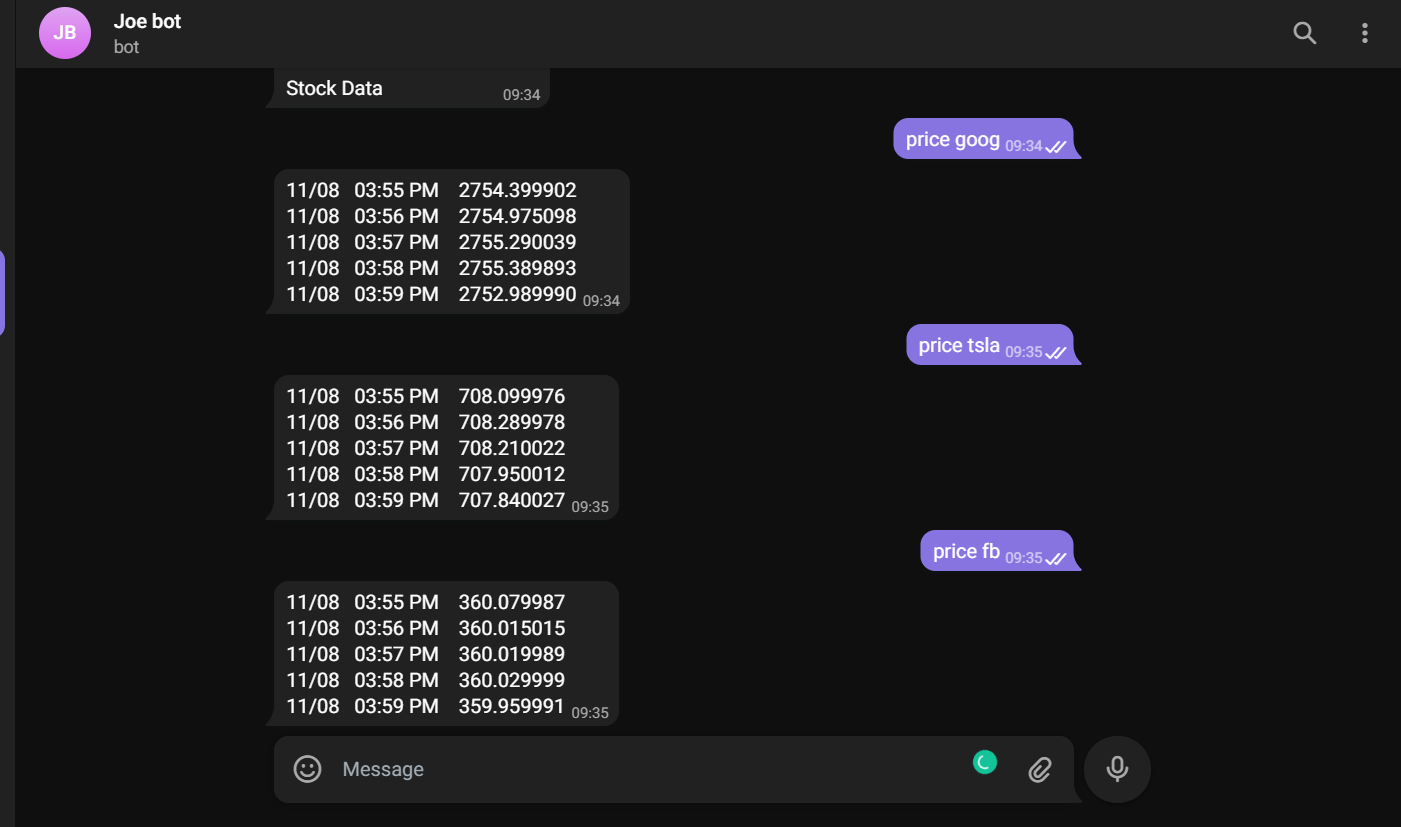 JB
Joe bot
bot
Stock Data 09:34
price goog 09:34
11/08 03:55 PM 2754.399902
11/08 03:56 PM 2754.975098
11/08 03:57 PM 2755.290039
11/08 03:58 PM 2755.389893
11/08 03:59 PM 2752.989990 09:34
price tsla 09:35
11/08 03:55 PM 708.099976
11/08 03:56 PM 708.289978
11/08 03:57 PM 708.210022
11/08 03:58 PM 707.950012
11/08 03:59 PM 707.840027 09:35
price fb 09:35
11/08 03:55 PM 360.079987
11/08 03:56 PM 360.015015
11/08 03:57 PM 360.019989
11/08 03:58 PM 360.029999
11/08 03:59 PM 359.959991 09:35
Message